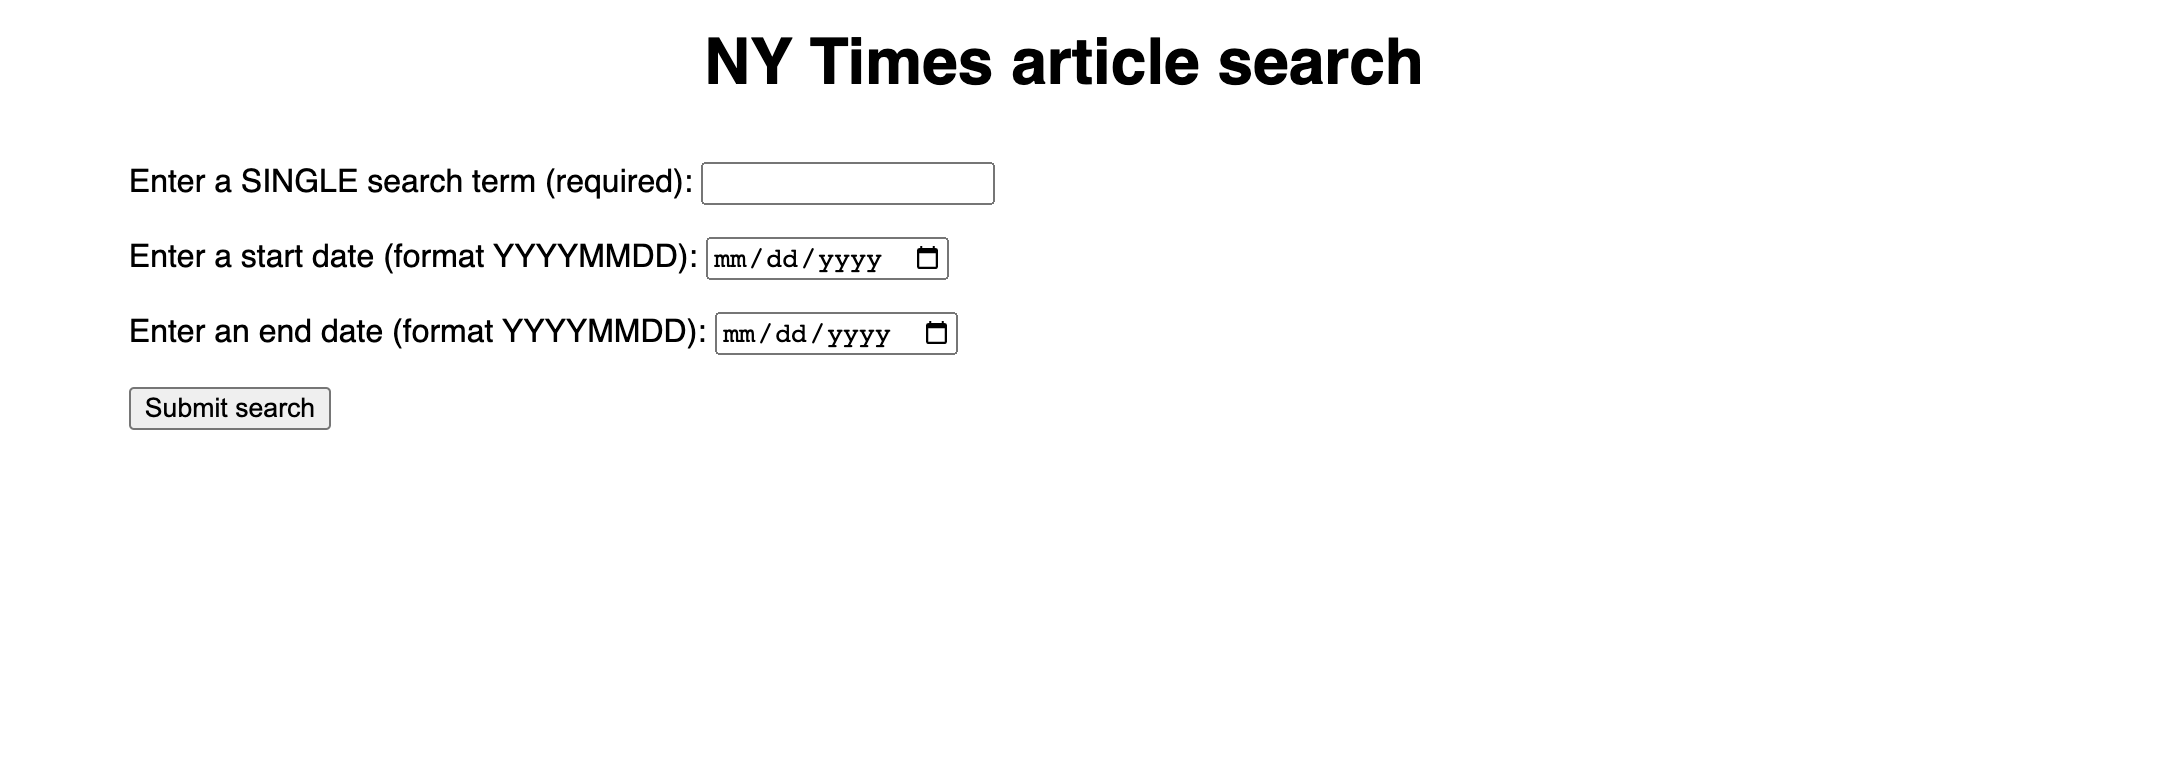 NY Times article search
Enter a SINGLE search term (required):
Enter a start date (format YYYYMMDD): mm/dd/yyyy
Enter an end date (format YYYYMMDD): mm/dd/yyyy
Submit search